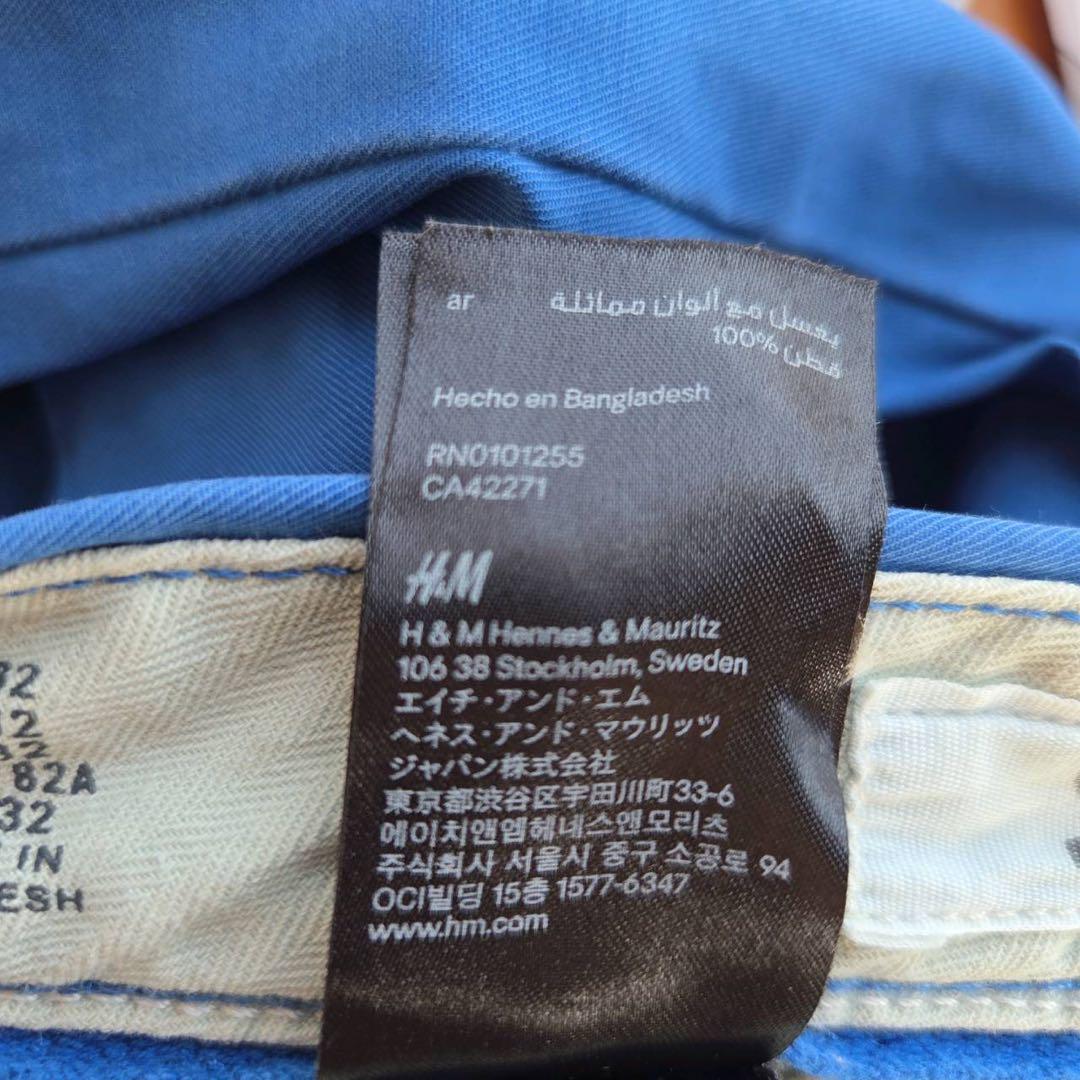 ar
يغسل مع ألوان مماثلة
100% قطن
Hecho en Bangladesh
RN0101255
CA42271
H&M
H & M Hennes & Mauritz
106 38 Stockholm, Sweden
エイチ・アンド・エム
ヘネス・アンド・マウリッツ
ジャパン株式会社
東京都渋谷区宇田川町33-6
에이치앤엠헤네스앤모리츠
주식회사 서울시 중구 소공로 94
OCI빌딩 15층 1577-6347
www.hm.com
82A
32
IN